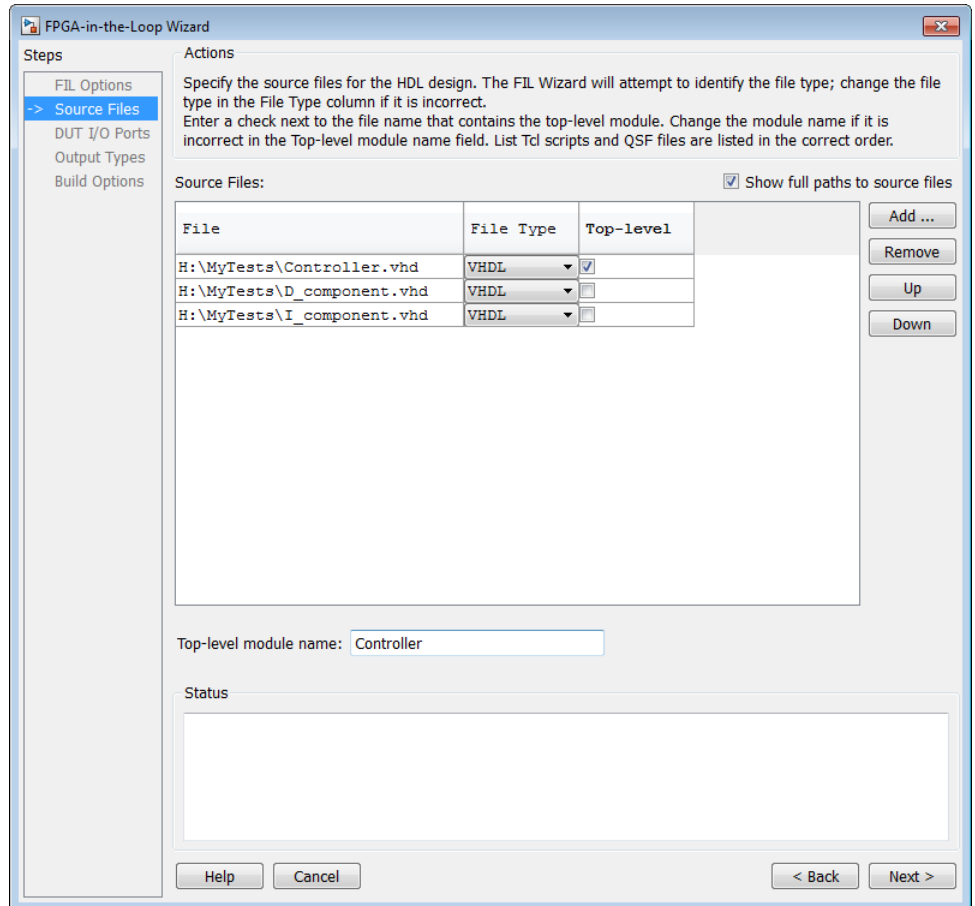 FPGA-in-the-Loop Wizard
Steps
FIL Options
-> Source Files
DUT I/O Ports
Output Types
Build Options
Actions
Specify the source files for the HDL design. The FIL Wizard will attempt to identify the file type; change the file
type in the File Type column if it is incorrect.
Enter a check next to the file name that contains the top-level module. Change the module name if it is
incorrect in the Top-level module name field. List Tcl scripts and QSF files are listed in the correct order.
Source Files:
Show full paths to source files
File File Type Top-level
H:\MyTests\Controller.vhd VHDL
H:\MyTests\D_component.vhd VHDL
H:\MyTests\I_component.vhd VHDL
Add ...
Remove
Up
Down
Top-level module name: Controller
Status
Help Cancel < Back Next >